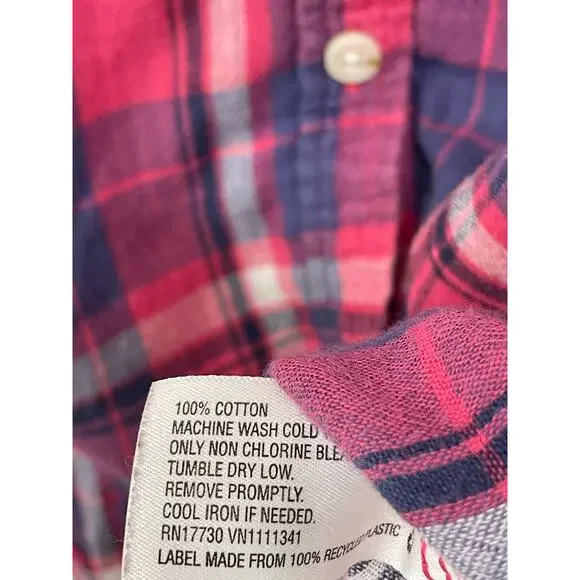 100% COTTON
MACHINE WASH COLD
ONLY NON CHLORINE BLEA
TUMBLE DRY LOW.
REMOVE PROMPTLY.
COOL IRON IF NEEDED.
RN17730 VN1111341
LABEL MADE FROM 100% RECYCLED PLASTIC